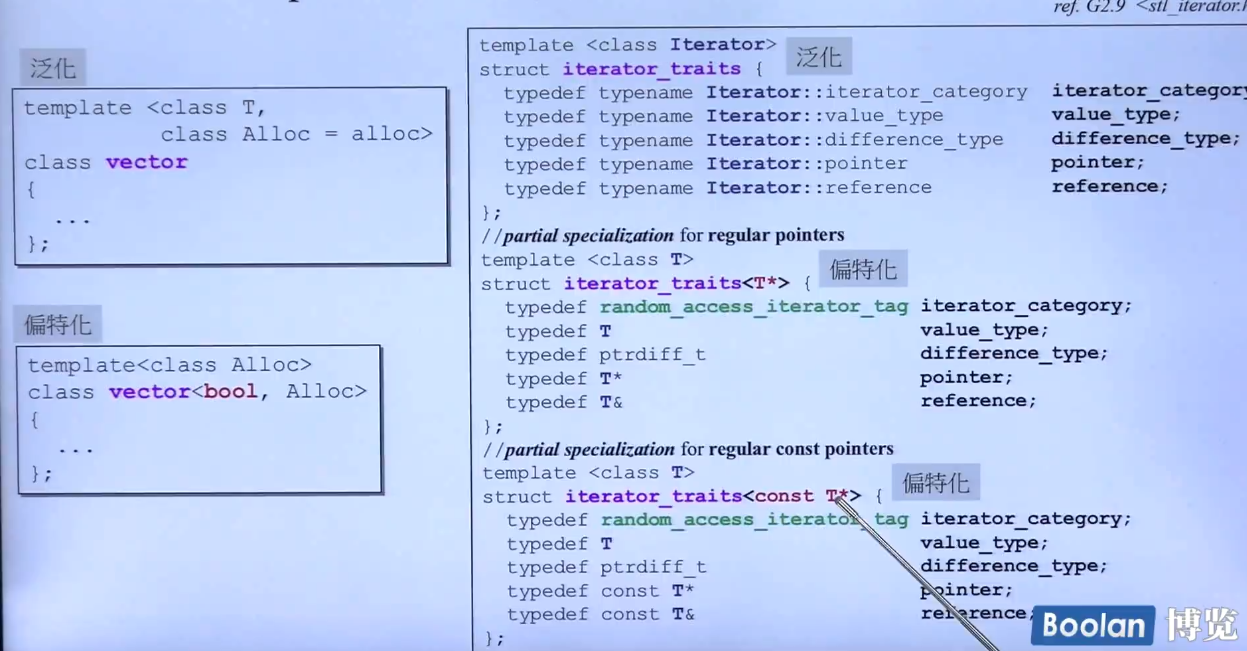 ref. G2.9 <stl_iterator.h
泛化
template <class T,
class Alloc = alloc>
class vector
{
...
};
偏特化
template<class Alloc>
class vector<bool, Alloc>
{
...
};
template <class Iterator>
泛化
struct iterator_traits {
typedef typename Iterator::iterator_category iterator_category
typedef typename Iterator::value_type value_type;
typedef typename Iterator::difference_type difference_type;
typedef typename Iterator::pointer pointer;
typedef typename Iterator::reference reference;
};
//partial specialization for regular pointers
template <class T>
偏特化
struct iterator_traits<T*> {
typedef random_access_iterator_tag iterator_category;
typedef T value_type;
typedef ptrdiff_t difference_type;
typedef T* pointer;
typedef T& reference;
};
//partial specialization for regular const pointers
template <class T>
偏特化
struct iterator_traits<const T*> {
typedef random_access_iterator_tag iterator_category;
typedef T value_type;
typedef ptrdiff_t difference_type;
typedef const T* pointer;
typedef const T& reference;
};
Boolan 博览